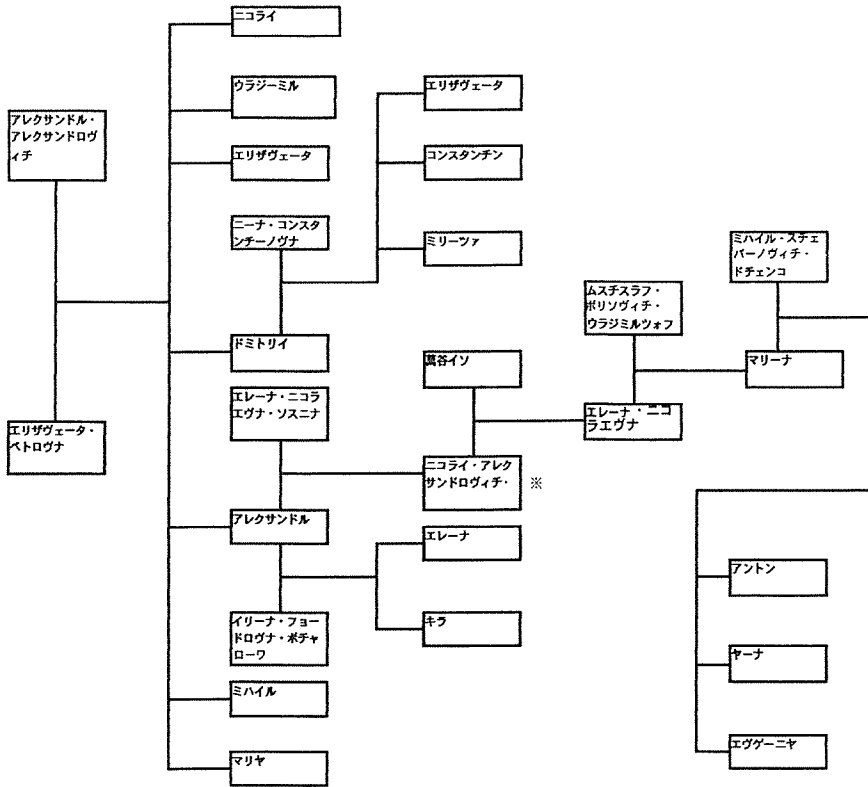 ニコライ
ウラジーミル
エリザヴェータ
アレクサンドル・
アレクサンドロヴ
ィチ
エリザヴェータ
コンスタンチン
ニーナ・コンスタ
ンチーノヴナ
ミリーツァ
ミハイル・ステェ
パーノヴィチ・
ドチェンコ
ムスチスラフ・
ボリソヴィチ・
ウラジミルツォフ
ドミトリイ
萬谷イソ
マリーナ
エレーナ・ニコラ
エヴナ・ソスニナ
エリザヴェータ・
ペトロヴナ
エレーナ・ニコ
ラエヴナ
ニコライ・アレク
サンドロヴィチ・
※
アレクサンドル
エレーナ
アントン
イリーナ・フョー
ドロヴナ・ボチャ
ローワ
キラ
ヤーナ
ミハイル
エヴゲーニヤ
マリヤ